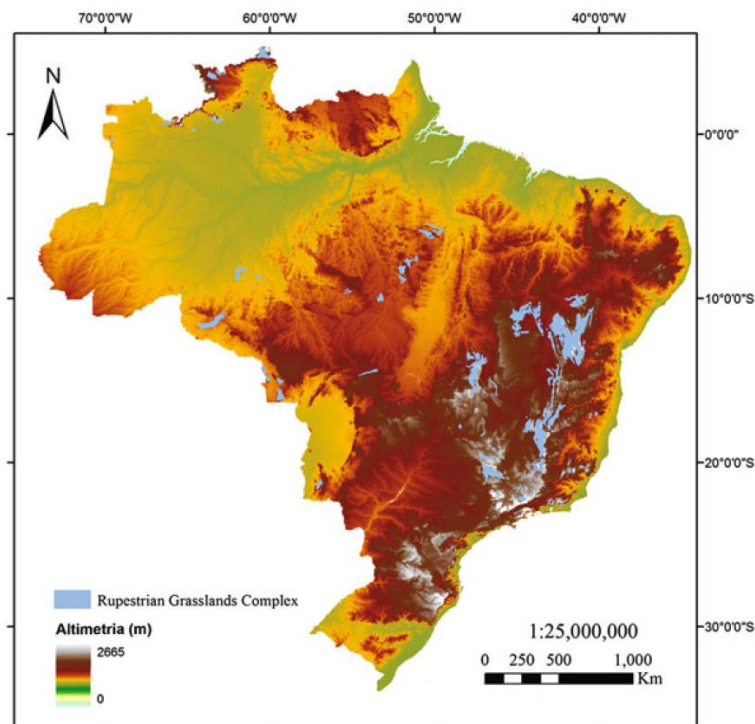 70°0'0"W 60°0'0"W 50°0'0"W 40°0'0"W
N
0°0'0"
10°0'0"S
20°0'0"S
30°0'0"S
Rupestrian Grasslands Complex
Altimetria (m)
2665
0
1:25,000,000
0 250 500 1,000
Km